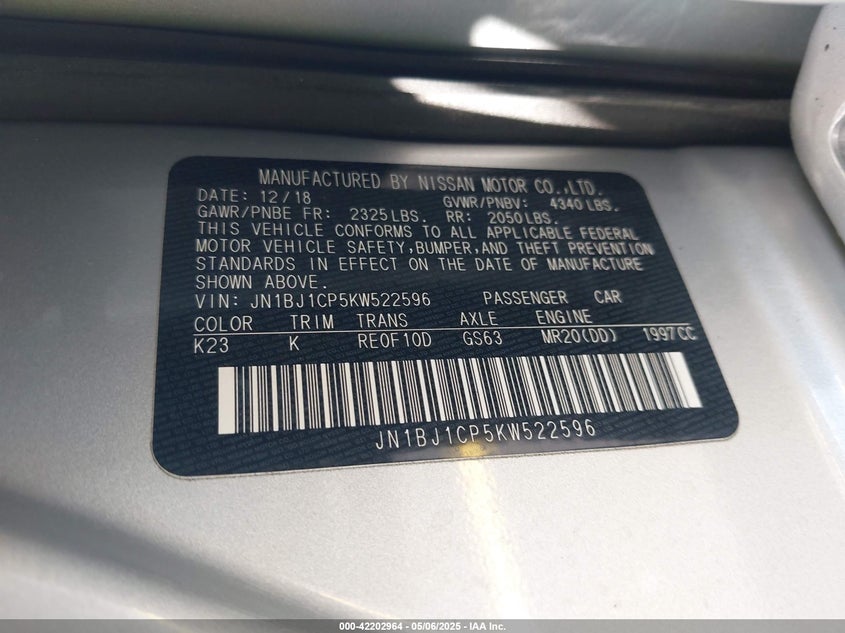 MANUFACTURED BY NISSAN MOTOR CO.,LTD.
DATE: 12/18 GVWR/PNBV: 4340 LBS.
GAWR/PNBE FR: 2325 LBS. RR: 2050 LBS.
THIS VEHICLE CONFORMS TO ALL APPLICABLE FEDERAL
MOTOR VEHICLE SAFETY,BUMPER,AND THEFT PREVENTION
STANDARDS IN EFFECT ON THE DATE OF MANUFACTURE
SHOWN ABOVE.
VIN: JN1BJ1CP5KW522596 PASSENGER CAR
COLOR TRIM TRANS AXLE ENGINE
K23 K RE0F10D GS63 MR20(DD) 1997CC
JN1BJ1CP5KW522596
000-42202964 - 05/06/2025 - IAA Inc.